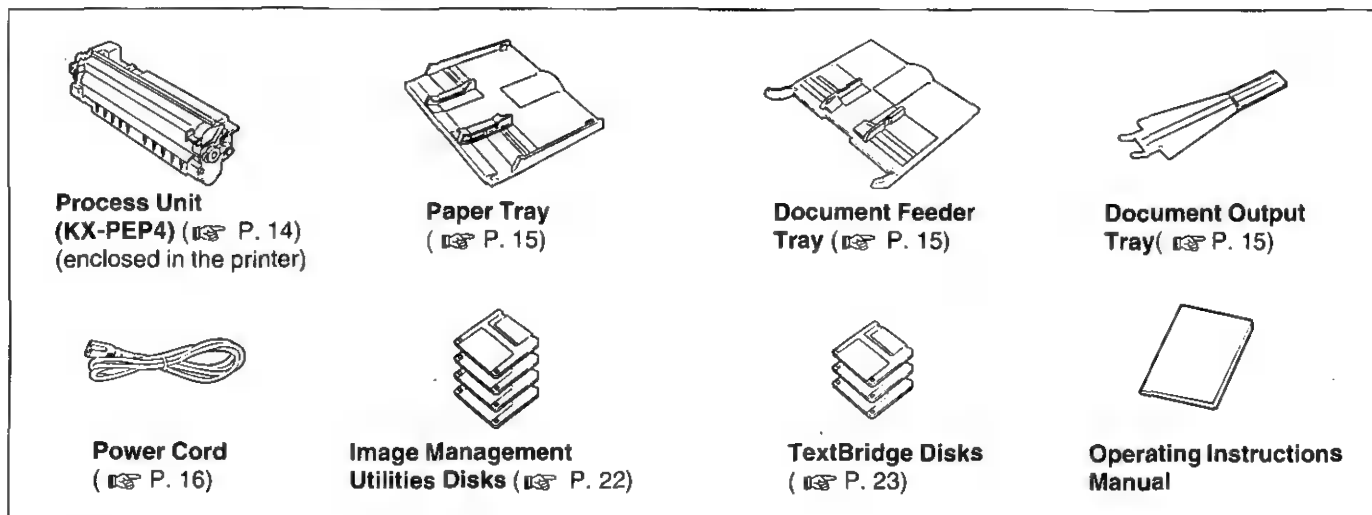 Process Unit
(KX-PEP4) (☞ P. 14)
(enclosed in the printer)
Paper Tray
( ☞ P. 15)
Document Feeder
Tray (☞ P. 15)
Document Output
Tray( ☞ P. 15)
Power Cord
( ☞ P. 16)
Image Management
Utilities Disks (☞ P. 22)
TextBridge Disks
( ☞ P. 23)
Operating Instructions
Manual